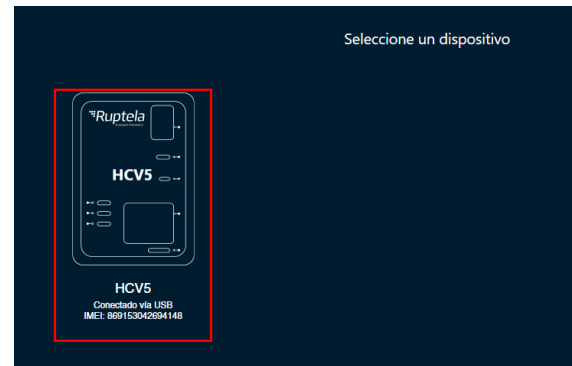 Seleccione un dispositivo
Ruptela
HCV5
HCV5
Conectado vía USB
IMEI: 869153042694148